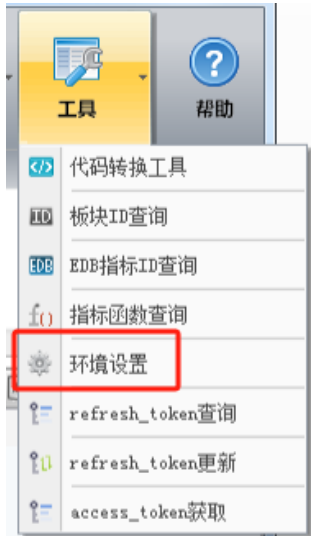 工具
帮助
代码转换工具
ID 板块ID查询
EDB EDB指标ID查询
f() 指标函数查询
环境设置
refresh_token查询
refresh_token更新
access_token获取